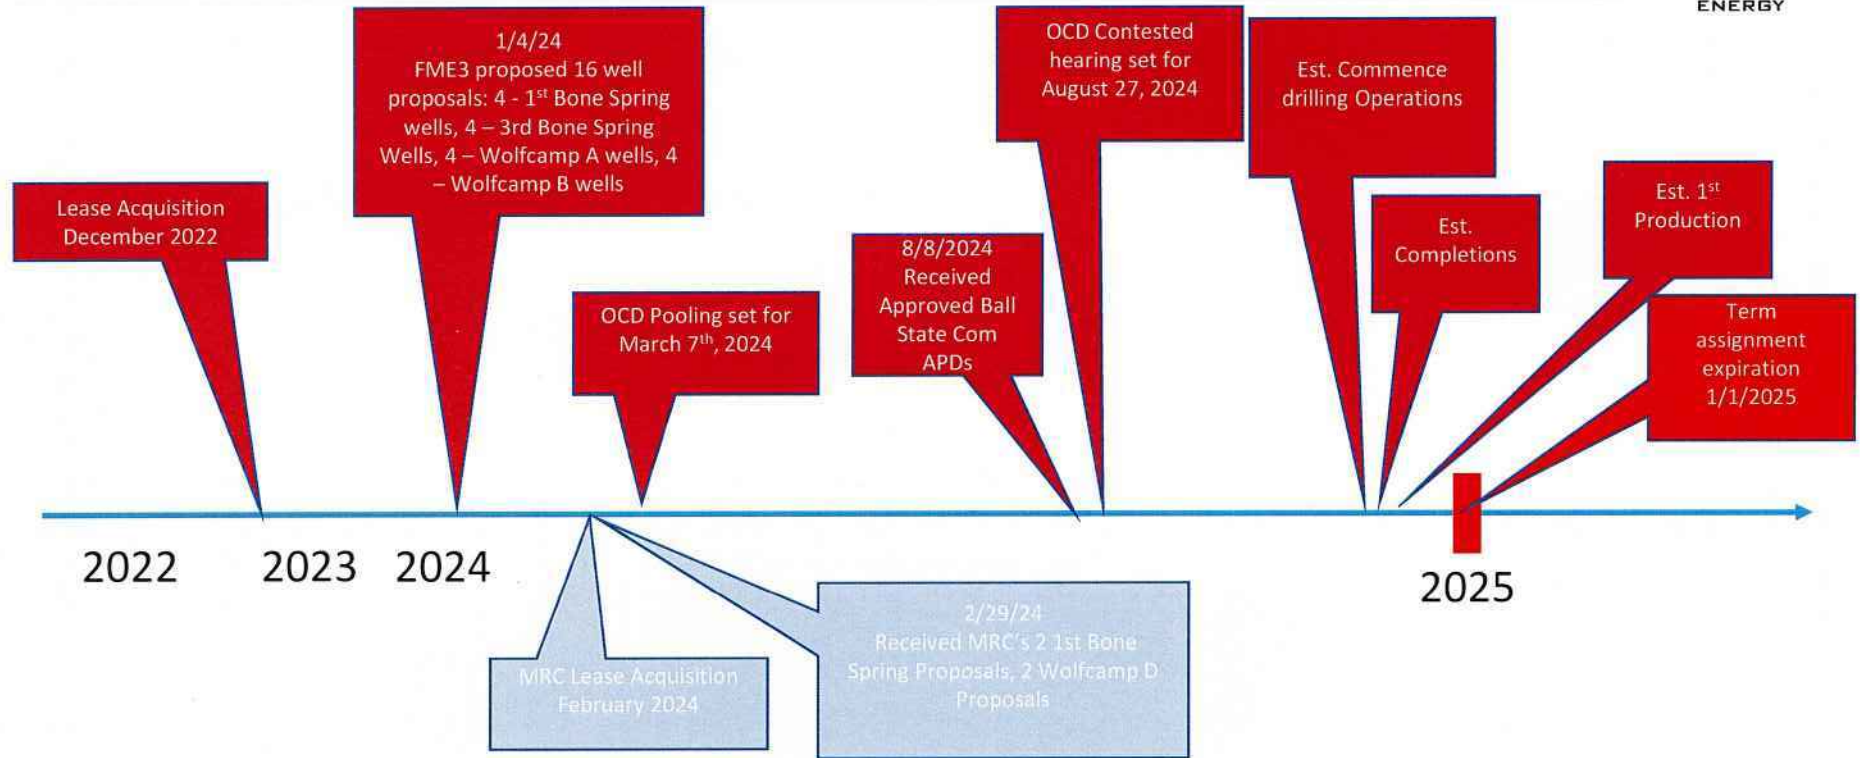 ENERGY
1/4/24
FME3 proposed 16 well
proposals: 4 - 1st Bone Spring
wells, 4 – 3rd Bone Spring
Wells, 4 – Wolfcamp A wells, 4
– Wolfcamp B wells
OCD Contested
hearing set for
August 27, 2024
Est. Commence
drilling Operations
Lease Acquisition
December 2022
Est. 1st
Production
Est.
Completions
8/8/2024
Received
Approved Ball
State Com
APDs
OCD Pooling set for
March 7th, 2024
Term
assignment
expiration
1/1/2025
2022
2023
2024
2025
MRC Lease Acquisition
February 2024
2/29/24
Received MRC's 2 1st Bone
Spring Proposals, 2 Wolfcamp D
Proposals